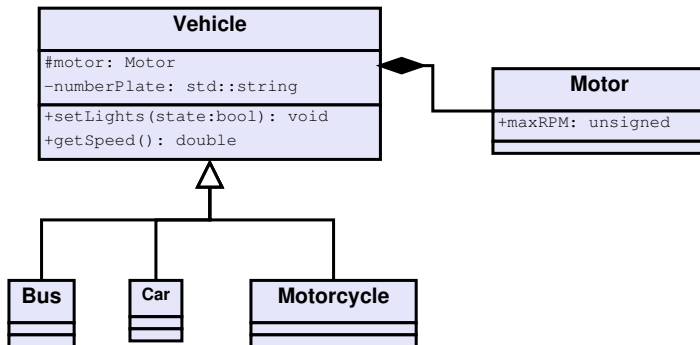 Vehicle
#motor: Motor
-numberPlate: std::string
+setLights(state:bool): void
+getSpeed(): double
Motor
+maxRPM: unsigned
Bus
Car
Motorcycle